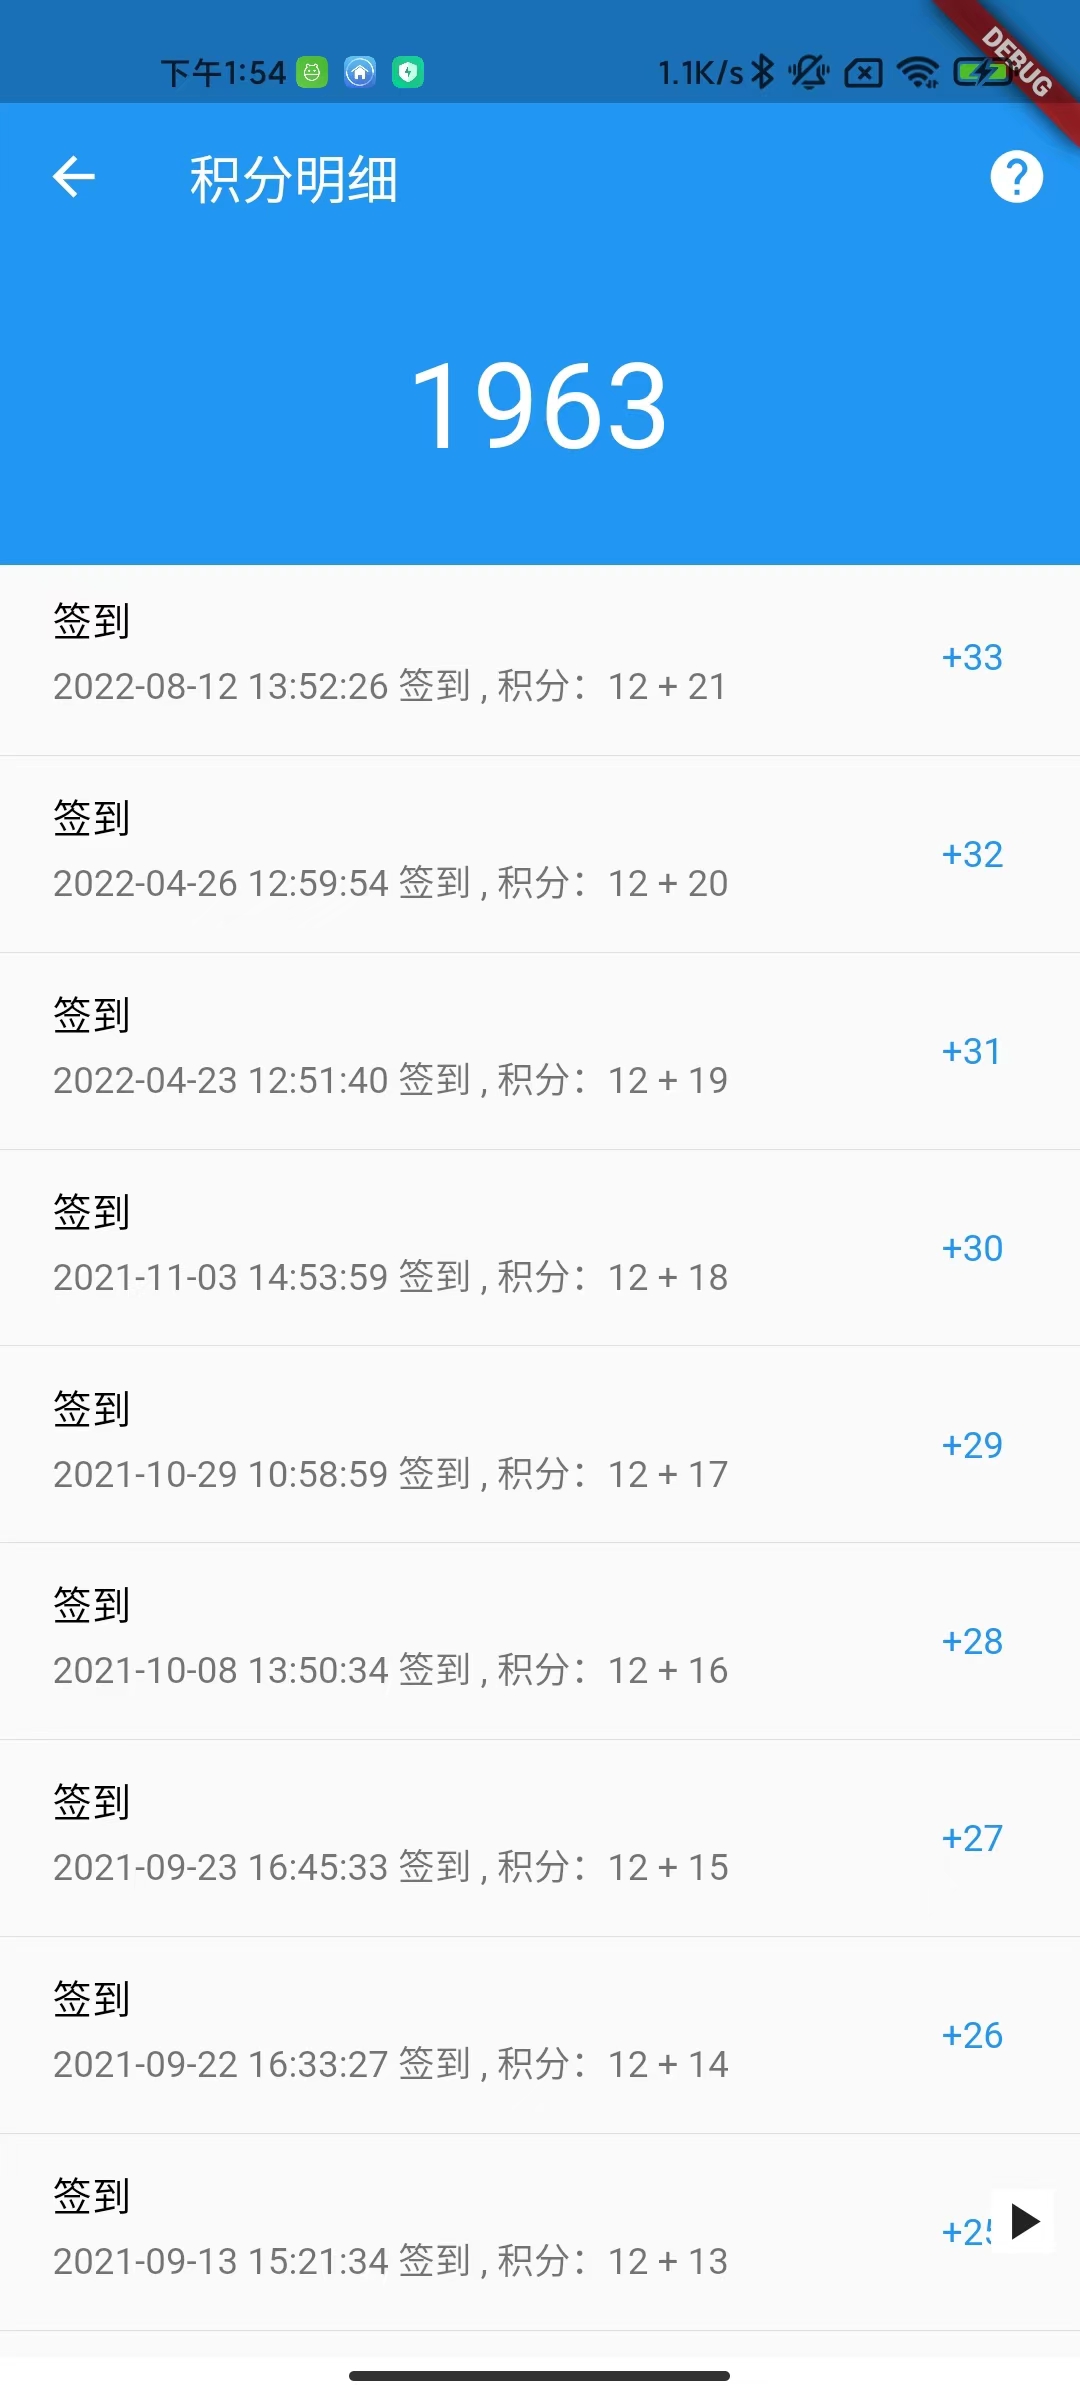 下午1:54
1.1K/s
DEBUG
积分明细
1963
签到
2022-08-12 13:52:26 签到 , 积分：12 + 21
+33
签到
2022-04-26 12:59:54 签到 , 积分：12 + 20
+32
签到
2022-04-23 12:51:40 签到 , 积分：12 + 19
+31
签到
2021-11-03 14:53:59 签到 , 积分：12 + 18
+30
签到
2021-10-29 10:58:59 签到 , 积分：12 + 17
+29
签到
2021-10-08 13:50:34 签到 , 积分：12 + 16
+28
签到
2021-09-23 16:45:33 签到 , 积分：12 + 15
+27
签到
2021-09-22 16:33:27 签到 , 积分：12 + 14
+26
签到
2021-09-13 15:21:34 签到 , 积分：12 + 13
+25